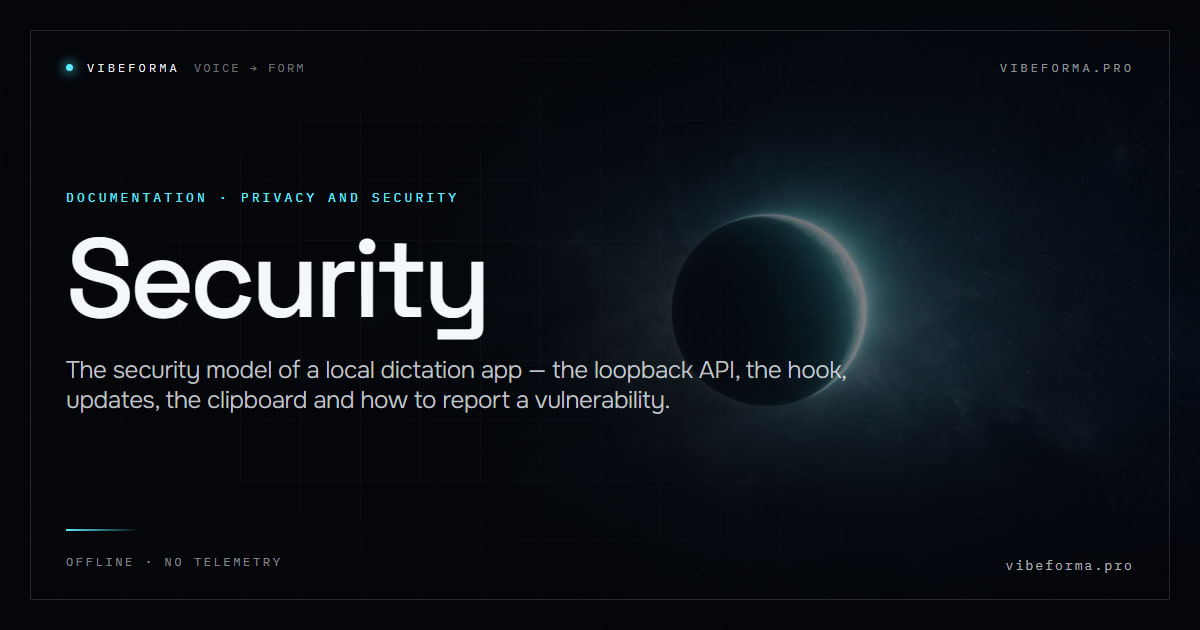 VIBEFORMA VOICE → FORM
VIBEFORMA.PRO
DOCUMENTATION · PRIVACY AND SECURITY
Security
The security model of a local dictation app — the loopback API, the hook,
updates, the clipboard and how to report a vulnerability.
OFFLINE · NO TELEMETRY
vibeforma.pro